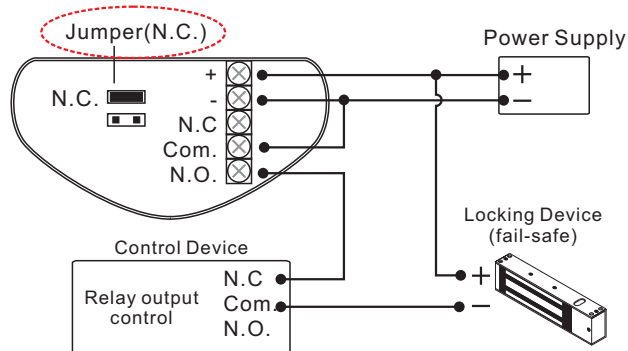 Jumper(N.C.)
Power Supply
+
N.C.
-
N.C
Com.
N.O.
+
−
Locking Device
(fail-safe)
+
−
Control Device
Relay output
control
N.C
Com.
N.O.